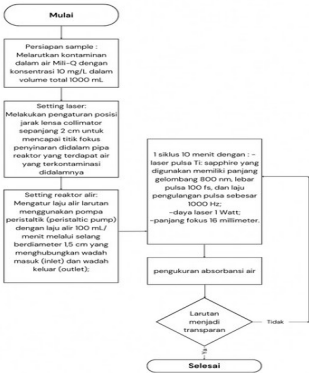 Mulai
Persiapan sample :
Melarutkan kontaminan
dalam air Mili-Q dengan
konsentrasi 10 mg/L dalam
volume total 1000 mL
Setting laser:
Melakukan pengaturan posisi
jarak lensa collimator
sepanjang 2 cm untuk
mencapai titik fokus
penyinaran didalam pipa
reaktor yang terdapat air
yang terkontaminasi
didalamnya
Setting reaktor alir:
Mengatur laju alir larutan
menggunakan pompa
peristaltik (peristaltic pump)
dengan laju alir 100 mL/
menit melalui selang
berdiameter 1,5 cm yang
menghubungkan wadah
masuk (inlet) dan wadah
keluar (outlet);
1 siklus 10 menit dengan : -
laser pulsa Ti: sapphire yang
digunakan memiliki panjang
gelombang 800 nm, lebar
pulsa 100 fs, dan laju
pengulangan pulsa sebesar
1000 Hz;
-daya laser 1 Watt;
-panjang fokus 16 millimeter.
pengukuran absorbansi air
Larutan
menjadi
transparan
Tidak
Ya
Selesai